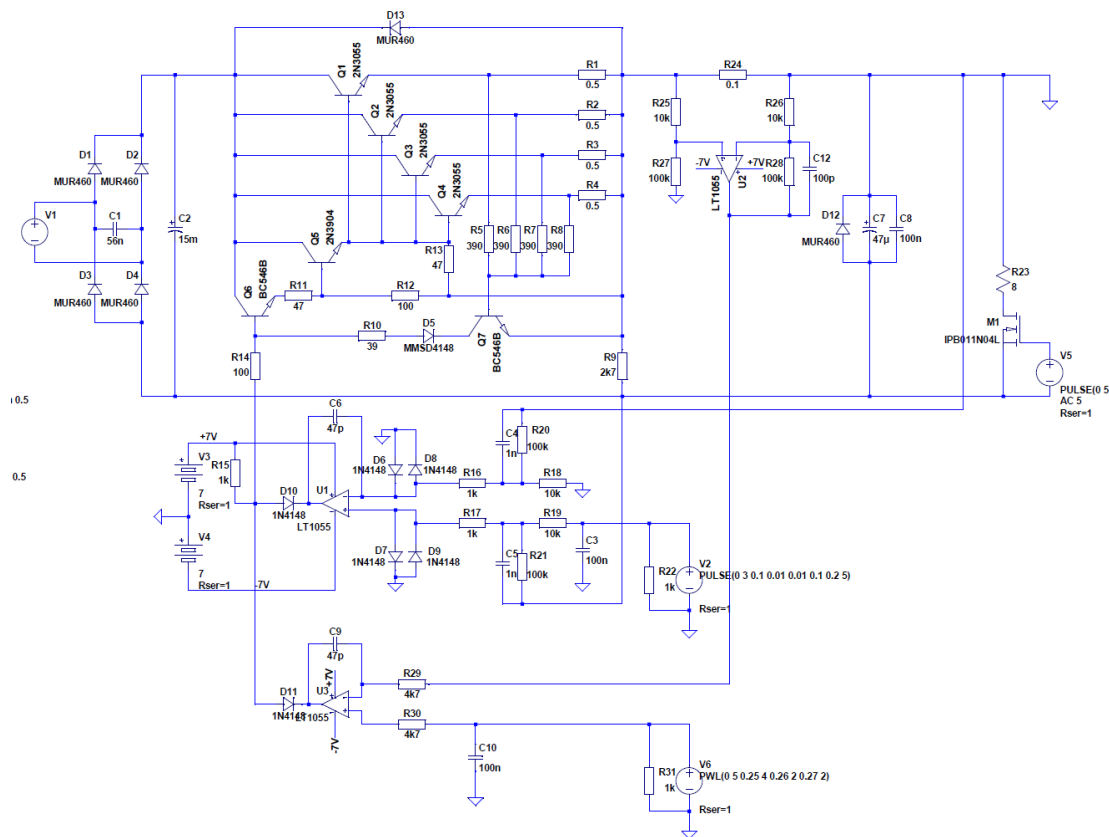 D13
MUR460
Q1
2N3055
R1
0.5
R24
0.1
Q2
2N3055
R2
0.5
R25
10k
R26
10k
Q3
2N3055
R3
0.5
D1
MUR460
D2
MUR460
-7V
+7V
LT1055
U2
R27
100k
R28
100k
C12
100p
Q4
2N3055
R4
0.5
V1
C1
56n
C2
15m
Q5
2N3904
R5
390
R6
390
R7
390
R8
390
R13
47
D12
MUR460
C7
47µ
C8
100n
D3
MUR460
D4
MUR460
Q6
BC546B
R11
47
R12
100
R23
8
R10
39
D5
MMSD4148
Q7
BC546B
M1
IPB011N04L
R14
100
R9
2k7
V5
PULSE(0 5
AC 5
Rser=1
0.5
C6
47p
+7V
V3
7
Rser=1
R15
1k
D6
1N4148
D8
1N4148
C4
1n
R20
100k
0.5
D10
1N4148
U1
LT1055
R16
1k
R18
10k
V4
7
Rser=1
-7V
R17
1k
R19
10k
D7
1N4148
D9
1N4148
C5
1n
R21
100k
C3
100n
R22
1k
V2
PULSE(0 3 0.1 0.01 0.01 0.1 0.2 5)
Rser=1
C9
47p
+7V
D11
1N4148
U3
LT1055
-7V
R29
4k7
R30
4k7
C10
100n
R31
1k
V6
PWL(0 5 0.25 4 0.26 2 0.27 2)
Rser=1